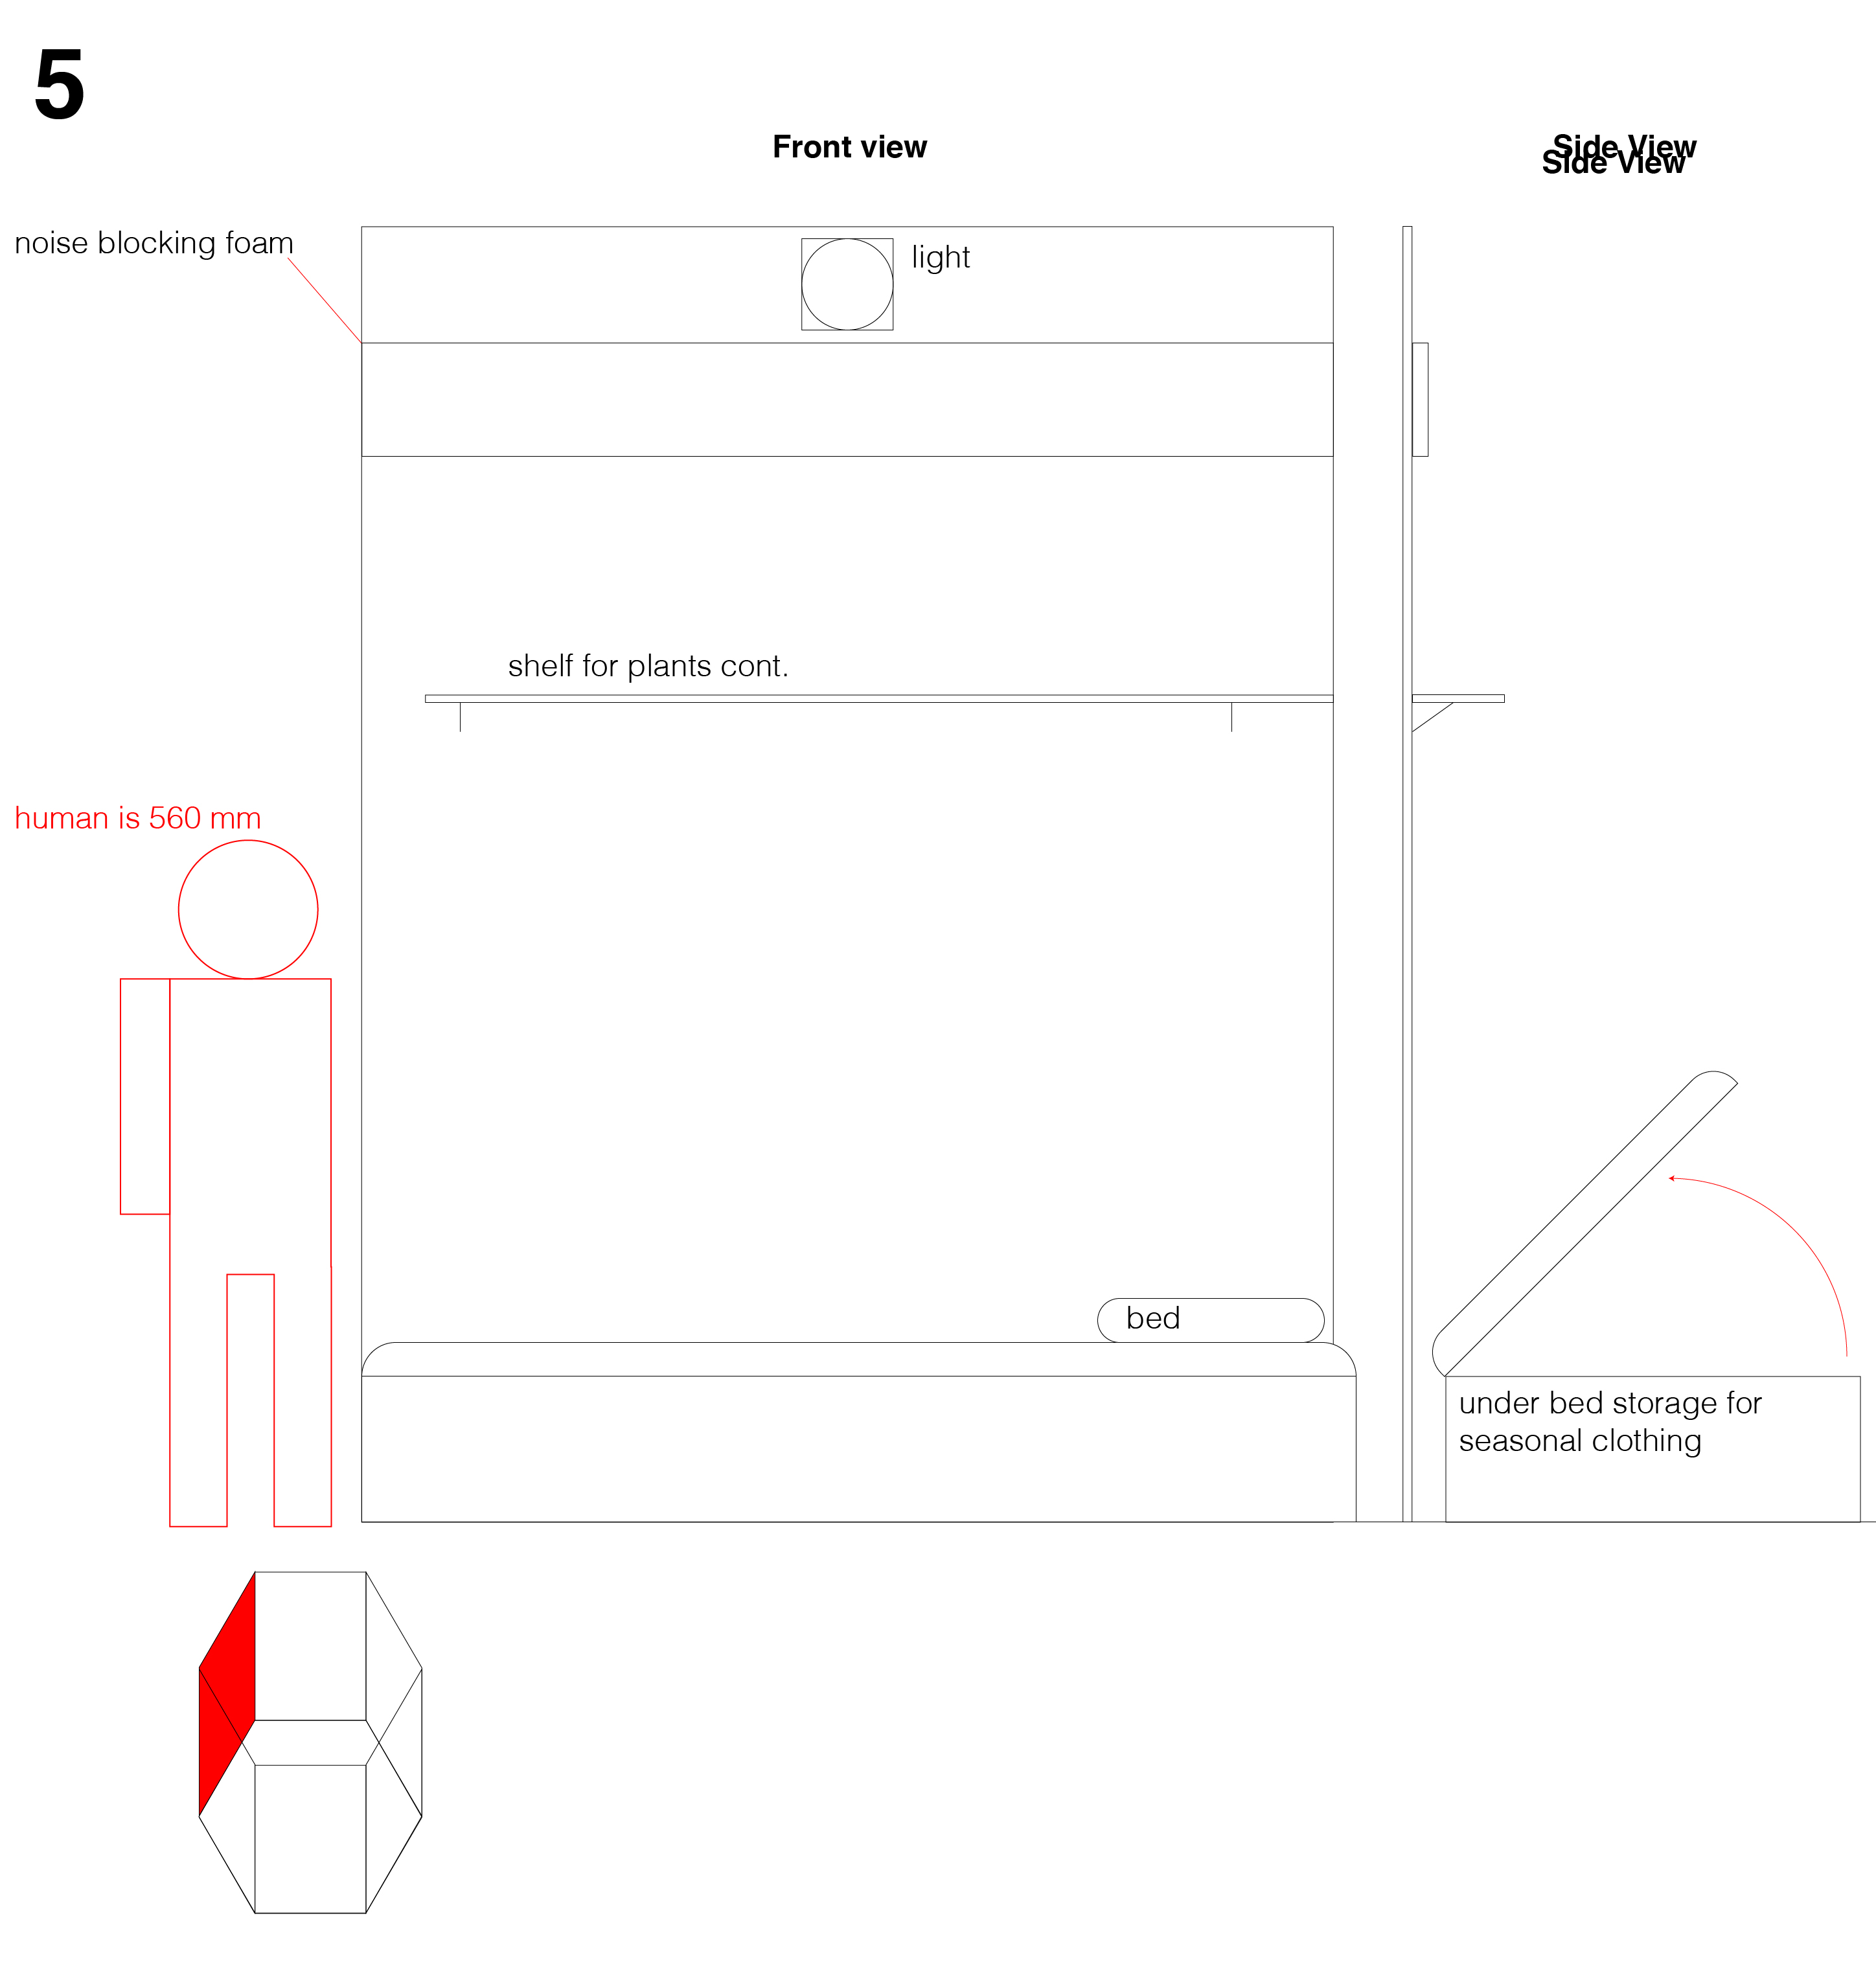 5
Front view
Side View
Side View
noise blocking foam
light
shelf for plants cont.
human is 560 mm
bed
under bed storage for
seasonal clothing